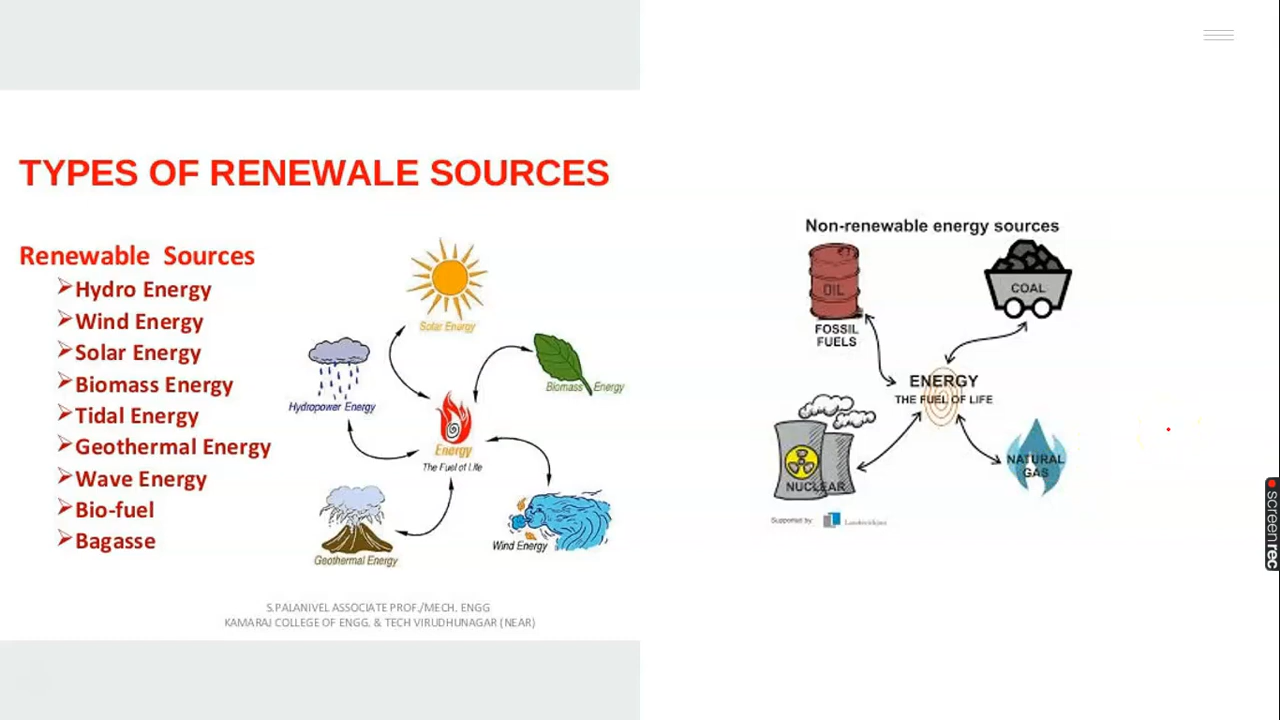 TYPES OF RENEWALE SOURCES
Renewable Sources
Hydro Energy
Wind Energy
Solar Energy
Biomass Energy
Tidal Energy
Geothermal Energy
Wave Energy
Bio-fuel
Bagasse
Solar Energy
Biomass Energy
Hydropower Energy
Energy
The Fuel of Life
Wind Energy
Geothermal Energy
S.PALANIVEL ASSOCIATE PROF./MECH. ENGG
KAMARAJ COLLEGE OF ENGG. & TECH VIRUDHUNAGAR (NEAR)
Non-renewable energy sources
OIL
FOSSIL
FUELS
COAL
ENERGY
THE FUEL OF LIFE
NUCLEAR
NATURAL
GAS
Supported by
screenrec